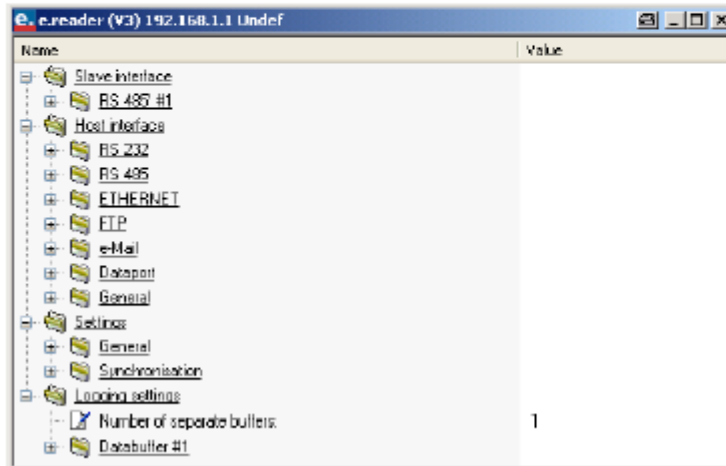 e. e.reader (V3) 192.168.1.1 Undef
Name Value
Slave interface
RS 485 #1
Host interface
RS 232
RS 485
ETHERNET
FTP
e-Mail
Dataport
General
Settings
General
Synchronisation
Logging settings
Number of separate buffers: 1
Databuffer #1